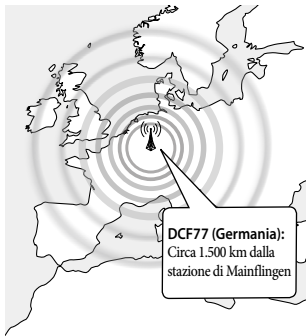 DCF77 (Germania):
Circa 1.500 km dalla
stazione di Mainflingen